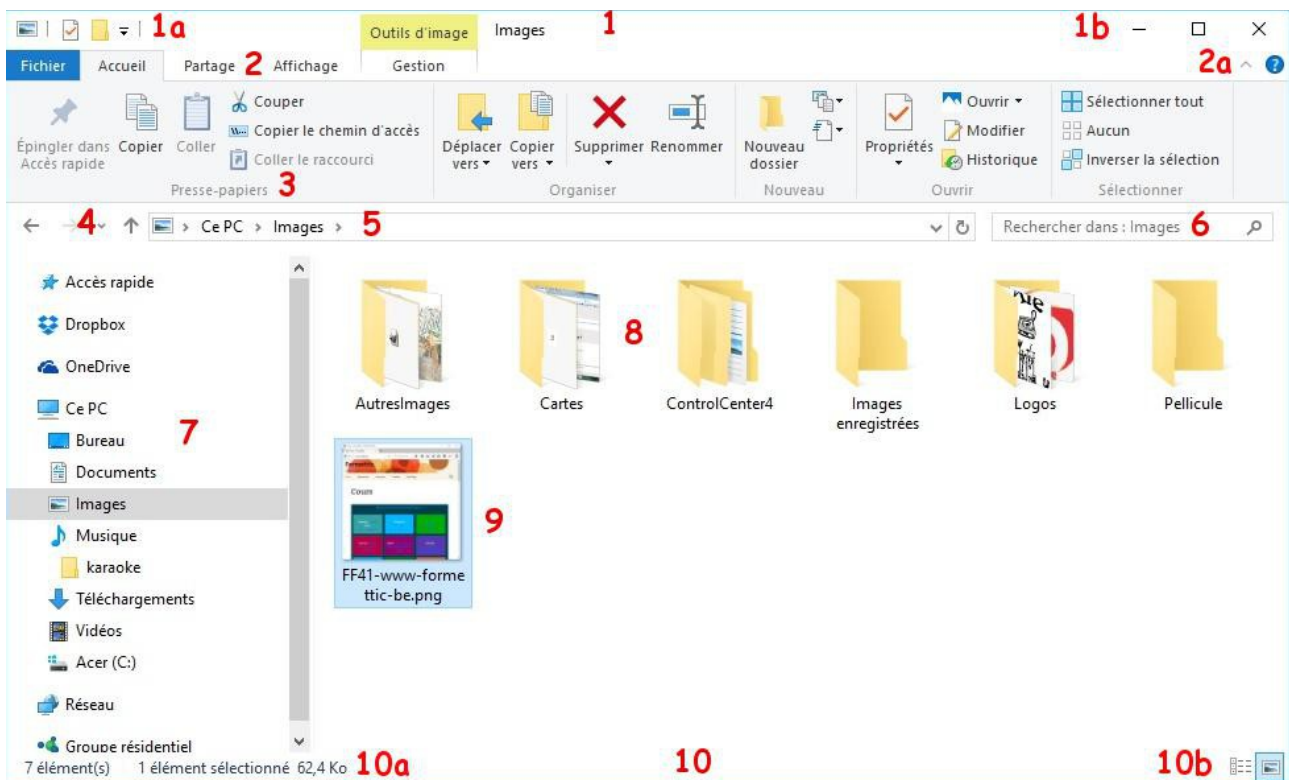 1a
Outils d'image
Images
1
1b
Fichier
Accueil
Partage
2
Affichage
Gestion
2a
Épingler dans
Accès rapide
Copier
Coller
Couper
Copier le chemin d'accès
Coller le raccourci
Déplacer
vers
Copier
vers
Supprimer
Renommer
Nouveau
dossier
Propriétés
Ouvrir
Modifier
Historique
Sélectionner tout
Aucun
Inverser la sélection
Presse-papiers
3
Organiser
Nouveau
Ouvrir
Sélectionner
4
Ce PC > Images >
5
Rechercher dans : Images
6
Accès rapide
Dropbox
OneDrive
Ce PC
Bureau
7
Documents
Images
Musique
karaoke
Téléchargements
Vidéos
Acer (C:)
Réseau
Groupe résidentiel
8
AutresImages
Cartes
ControlCenter4
Images
enregistrées
Logos
Pellicule
Cours
9
FF41-www-forme
ttic-be.png
7 élément(s)
1 élément sélectionné 62,4 Ko
10a
10
10b